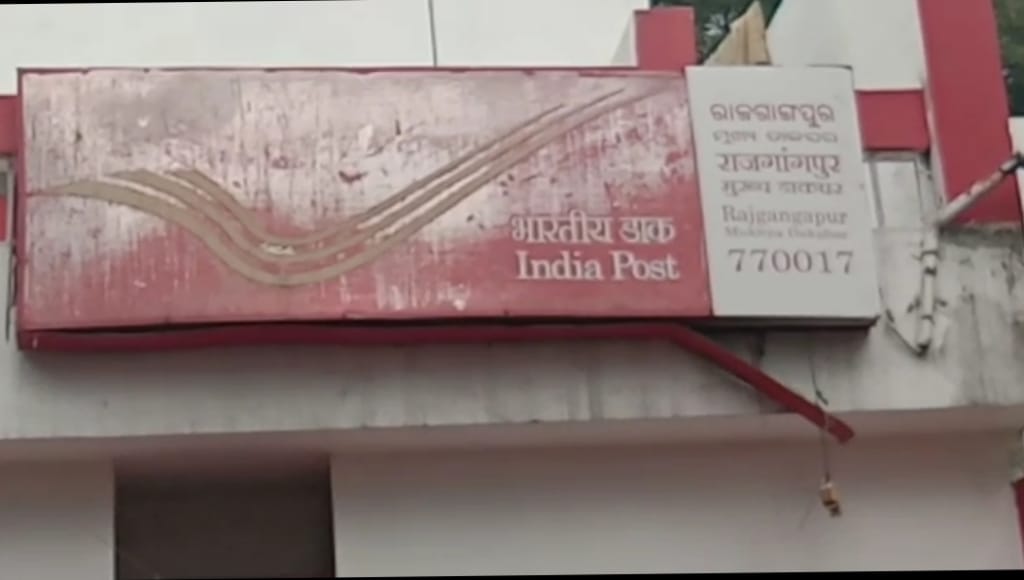 भारतीय डाक
India Post
ରାଜଗାଙ୍ଗପୁର
ମୁଖ୍ୟ ଡାକଘର
राजगांगपुर
मुख्य डाकघर
Rajgangapur
Mukhya Dakghar
770017